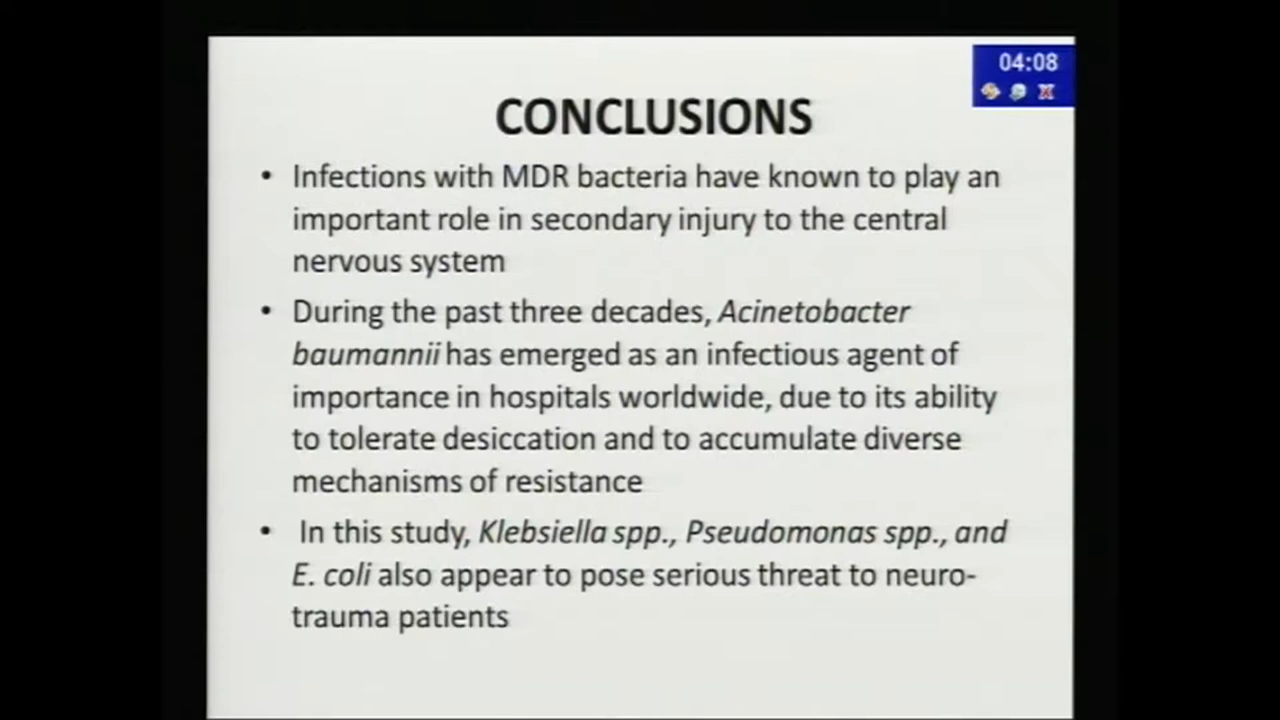 04:08
CONCLUSIONS
• Infections with MDR bacteria have known to play an
important role in secondary injury to the central
nervous system
• During the past three decades, Acinetobacter
baumannii has emerged as an infectious agent of
importance in hospitals worldwide, due to its ability
to tolerate desiccation and to accumulate diverse
mechanisms of resistance
• In this study, Klebsiella spp., Pseudomonas spp., and
E. coli also appear to pose serious threat to neuro-
trauma patients